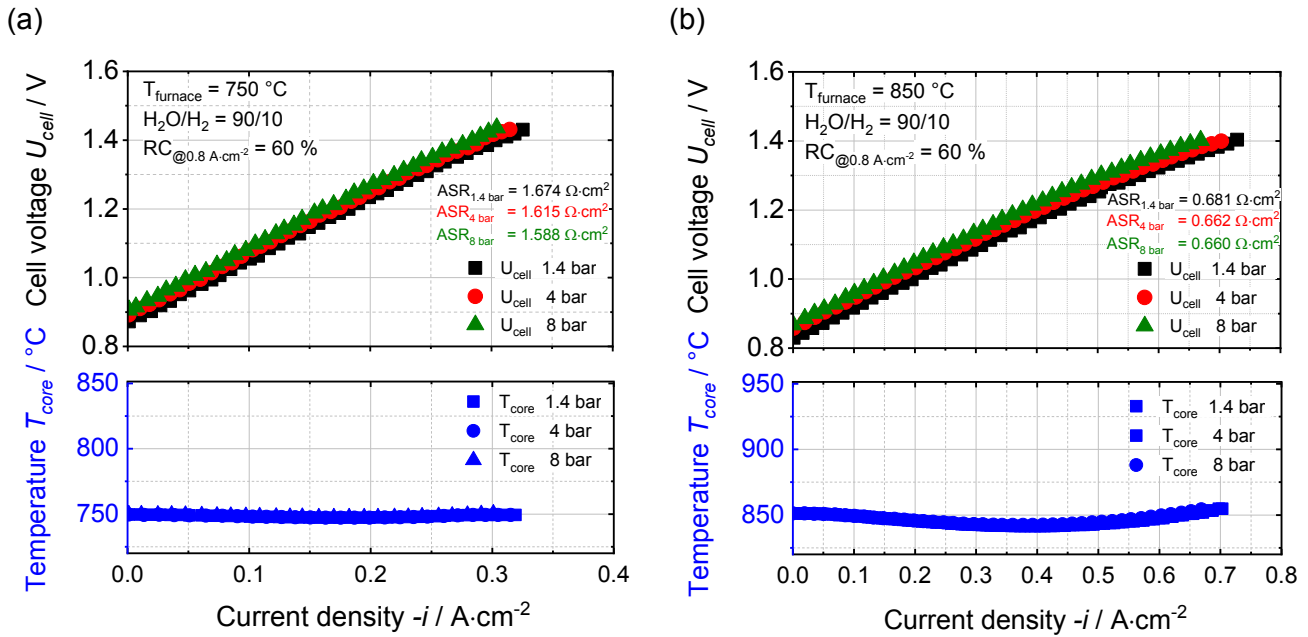 (a)
Cell voltage U_cell / V
1.6
1.4
1.2
1.0
0.8
T_furnace = 750 °C
H₂O/H₂ = 90/10
RC_@0.8 A·cm⁻² = 60 %
ASR_1.4 bar = 1.674 Ω·cm²
ASR_4 bar = 1.615 Ω·cm²
ASR_8 bar = 1.588 Ω·cm²
U_cell 1.4 bar
U_cell 4 bar
U_cell 8 bar
Temperature T_core / °C
850
800
750
T_core 1.4 bar
T_core 4 bar
T_core 8 bar
0.0 0.1 0.2 0.3 0.4
Current density -i / A·cm⁻²
(b)
Cell voltage U_cell / V
1.6
1.4
1.2
1.0
0.8
T_furnace = 850 °C
H₂O/H₂ = 90/10
RC_@0.8 A·cm⁻² = 60 %
ASR_1.4 bar = 0.681 Ω·cm²
ASR_4 bar = 0.662 Ω·cm²
ASR_8 bar = 0.660 Ω·cm²
U_cell 1.4 bar
U_cell 4 bar
U_cell 8 bar
Temperature T_core / °C
950
900
850
T_core 1.4 bar
T_core 4 bar
T_core 8 bar
0.0 0.1 0.2 0.3 0.4 0.5 0.6 0.7 0.8
Current density -i / A·cm⁻²